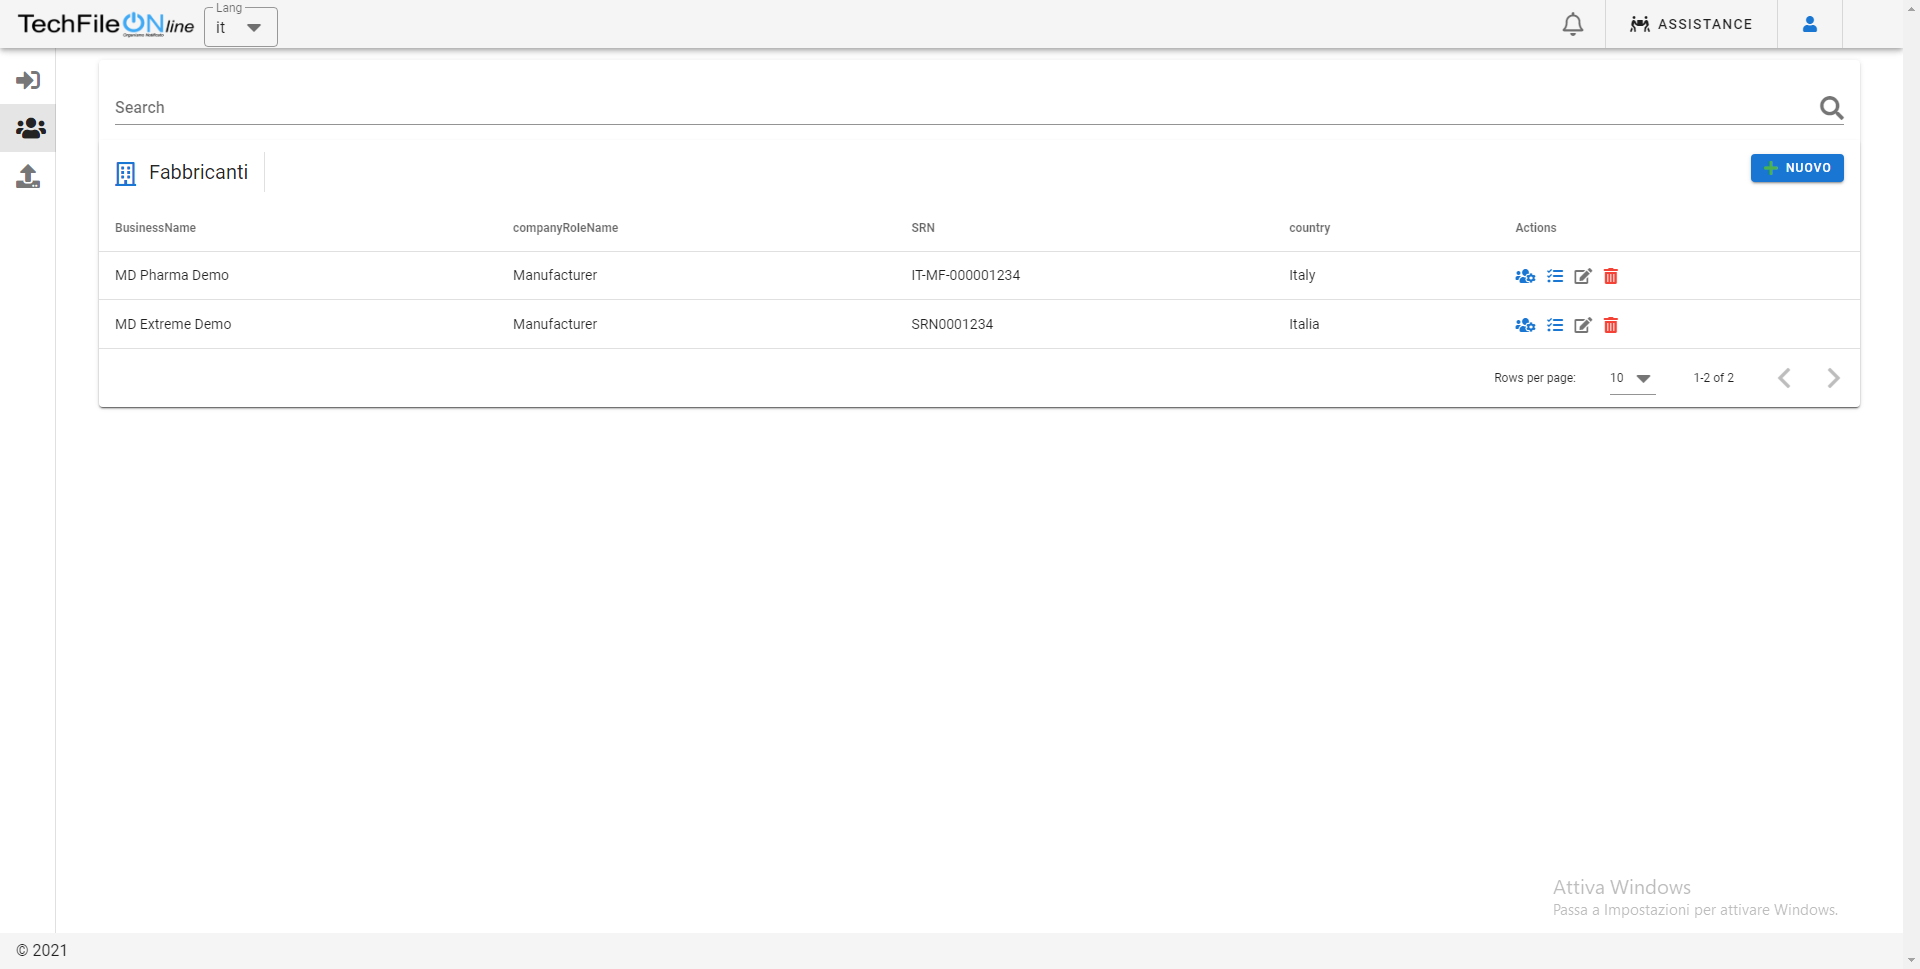 TechFileONline
Organismo Notificato
Lang
it
ASSISTANCE
Search
Fabbricanti
NUOVO
BusinessName companyRoleName SRN country Actions
MD Pharma Demo Manufacturer IT-MF-000001234 Italy
MD Extreme Demo Manufacturer SRN0001234 Italia
Rows per page: 10 1-2 of 2
Attiva Windows
Passa a Impostazioni per attivare Windows.
© 2021